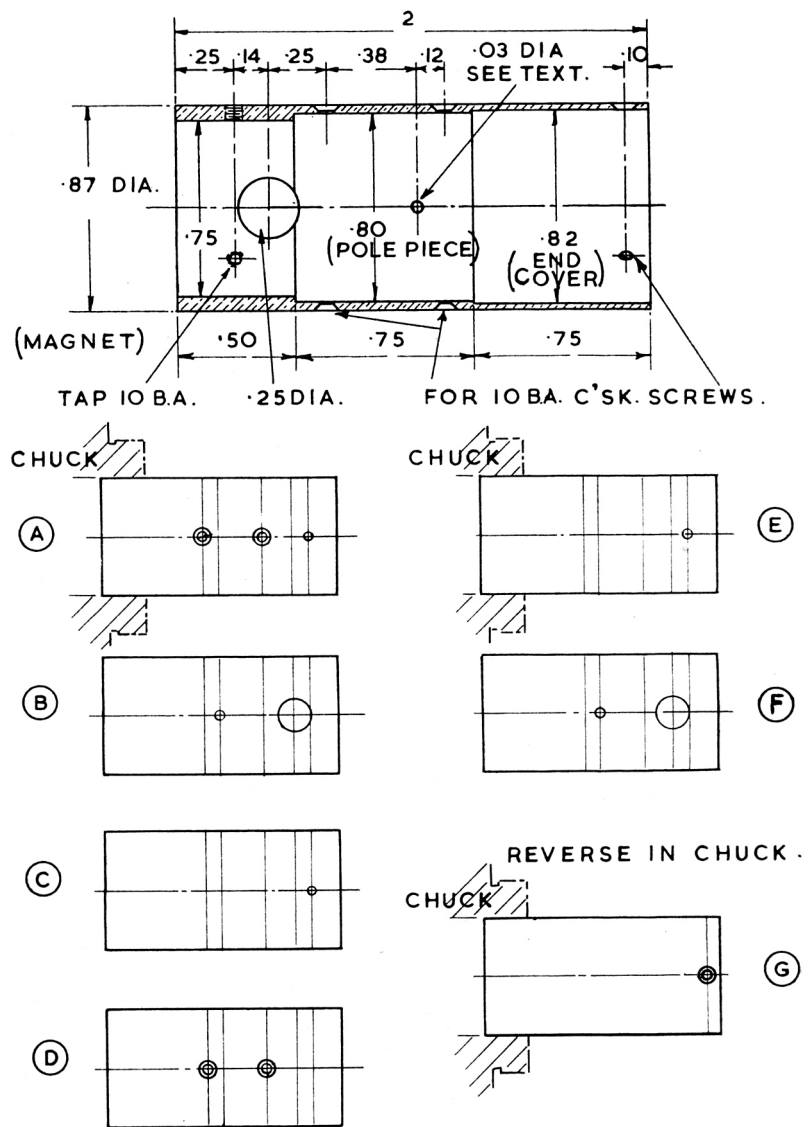 2
.25 .14 .25 .38 .12 .03 DIA .10
SEE TEXT.
.87 DIA.
.75
.80
(POLE PIECE)
.82
(END
COVER)
(MAGNET)
.50 .75 .75
TAP 10 B.A. .25 DIA. FOR 10 B.A. C'SK. SCREWS.
CHUCK
A
B
C
D
CHUCK
E
F
REVERSE IN CHUCK.
CHUCK
G